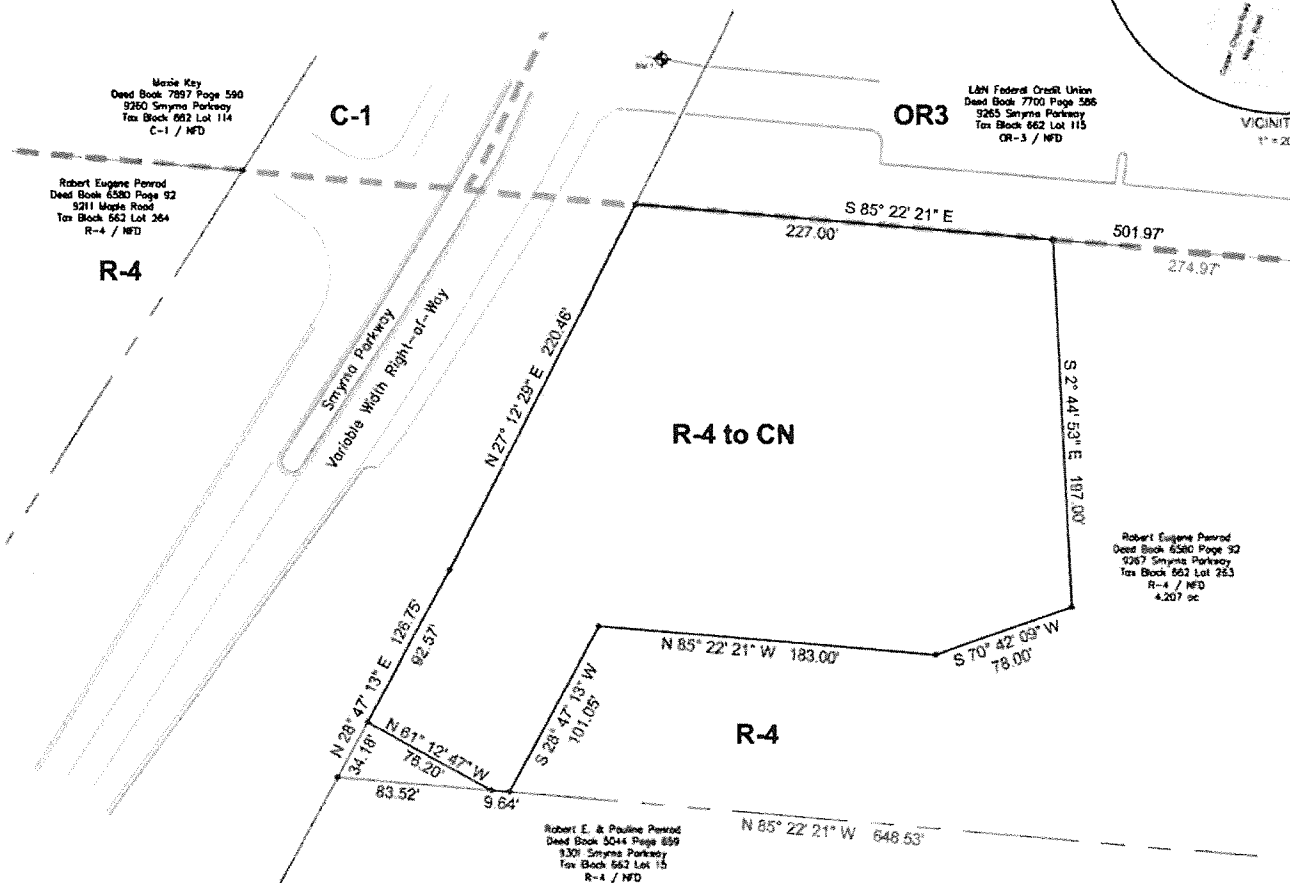 Maxie Key
Deed Book 7897 Page 590
9260 Smyrna Parkway
Tax Block 662 Lot 114
C-1 / NFD
C-1
OR3
L&N Federal Credit Union
Deed Book 7700 Page 586
9265 Smyrna Parkway
Tax Block 662 Lot 115
OR-3 / NFD
Maple Road
VICINIT
1" = 20
Robert Eugene Penrod
Deed Book 6580 Page 92
9211 Maple Road
Tax Block 662 Lot 264
R-4 / NFD
R-4
S 85° 22' 21" E
227.00'
501.97'
274.97'
Smyrna Parkway
Variable Width Right-of-Way
N 27° 12' 29" E 220.46'
R-4 to CN
S 2° 44' 53" E 197.00'
Robert Eugene Penrod
Deed Book 6580 Page 92
9267 Smyrna Parkway
Tax Block 662 Lot 263
R-4 / NFD
4.207 ac
N 28° 47' 13" E 126.75'
92.57'
34.18'
N 85° 22' 21" W 183.00'
S 70° 42' 09" W
78.00'
S 28° 47' 13" W
101.05'
N 61° 12' 47" W
76.20'
R-4
83.52'
9.64'
N 85° 22' 21" W 648.53'
Robert E. & Pauline Penrod
Deed Book 5044 Page 859
9301 Smyrna Parkway
Tax Block 662 Lot 15
R-4 / NFD